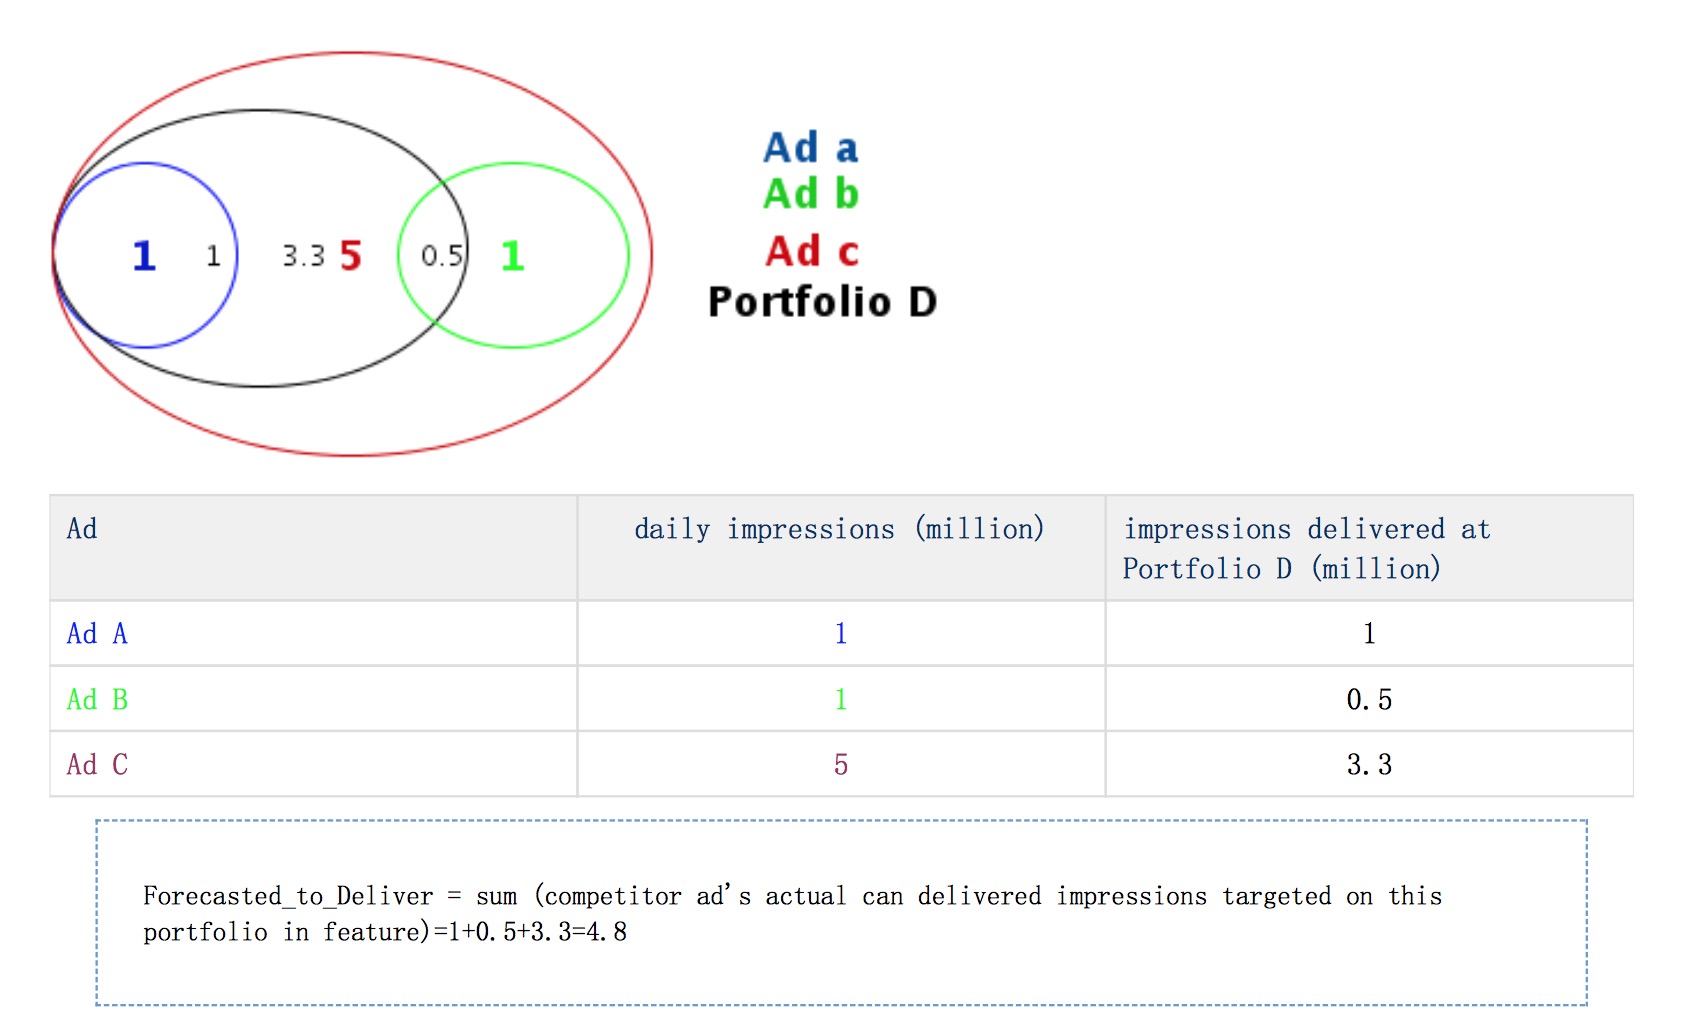 Ad a
Ad b
Ad c
Portfolio D
1 1 3.3 5 0.5 1
Ad daily impressions (million) impressions delivered at
Portfolio D (million)
Ad A 1 1
Ad B 1 0.5
Ad C 5 3.3
Forecasted_to_Deliver = sum (competitor ad's actual can delivered impressions targeted on this
portfolio in feature)=1+0.5+3.3=4.8